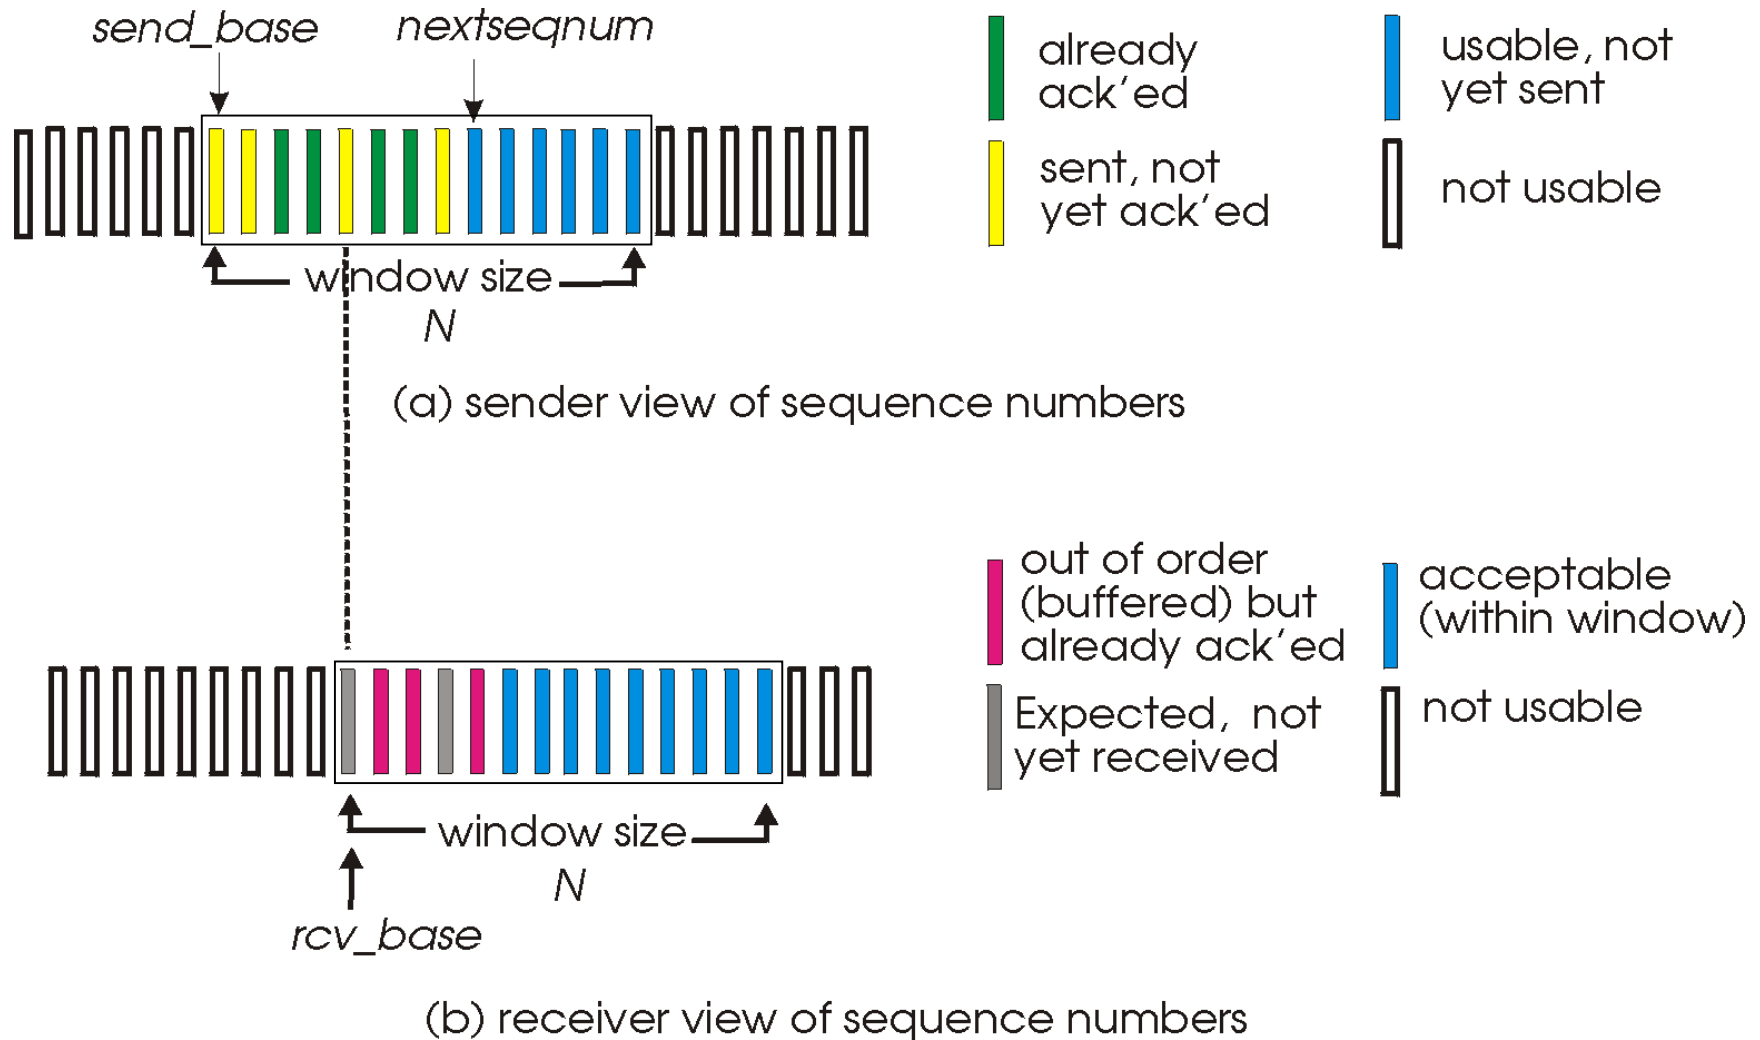 send_base
nextseqnum
already
ack'ed
usable, not
yet sent
sent, not
yet ack'ed
not usable
window size
N
(a) sender view of sequence numbers
out of order
(buffered) but
already ack'ed
acceptable
(within window)
Expected, not
yet received
not usable
window size
N
rcv_base
(b) receiver view of sequence numbers